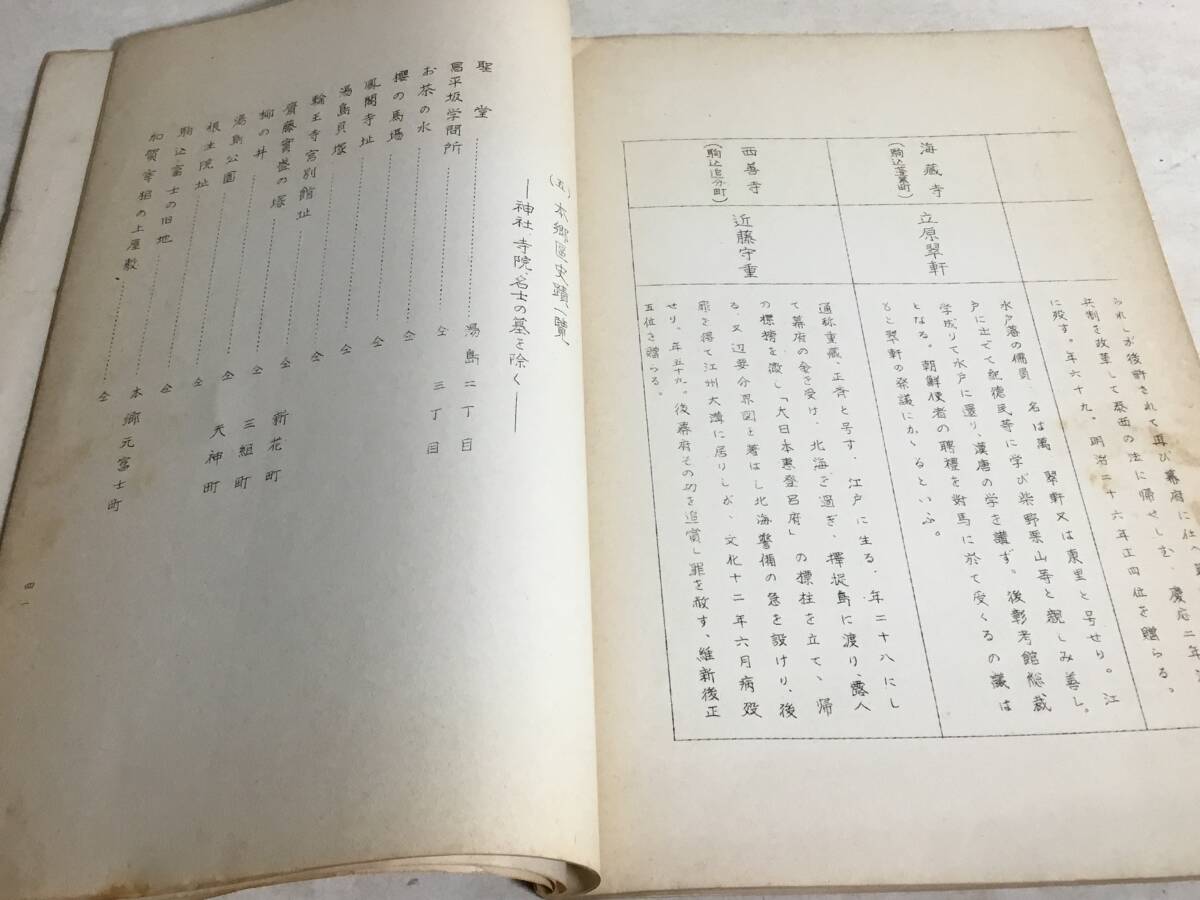 られしが後許されて再び幕府に仕へ
兵制を改革して泰西の法に帰せしむ、慶応二年
に歿す。年六十九。明治二十六年正四位を贈らる。
海蔵寺
(駒込蓬莱町)
立原翠軒
水戸藩の儒員 名は萬 翠軒又は東里と号せり。江
戸に出でて紀徳民等に学び柴野栗山等と親しみ善し。
学成りて水戸に還り、漢唐の学を講ず。後彰考館総裁
となる。朝鮮使者の聘禮を対馬に於て受くるの議は
もと翠軒の発議にかゝるといふ。
西善寺
(駒込追分町)
近藤守重
通称重蔵 正斉と号す。江戸に生る。年二十八にし
て幕府の命を受け、北海を過ぎ、擇捉島に渡り、露人
の標榜を撤し「大日本恵登呂府」の標柱を立て、帰
る。又辺要分界図を著はし北海警備の急を設けり、後
罪を得て江州大溝に居りしが、文化十二年六月病歿
せり。年五十九。後幕府その功を追賞し罪を赦す、維新後正
五位を贈らる。
(五) 本郷區史蹟一覽
―神社、寺院、名士の墓を除く―
聖堂 湯島二丁目
昌平坂学問所 仝 三丁目
お茶の水 仝
櫻の馬場 仝
鳳閣寺址 仝
湯島貝塚 仝
輪王寺宮別館址 仝
齋藤實盛の塚 仝 新花町
柳の井 仝 三組町
湯島公園 仝
根生院址 仝 天神町
駒込富士の旧地 本郷元富士町
加賀宰相の上屋敷 仝
四一